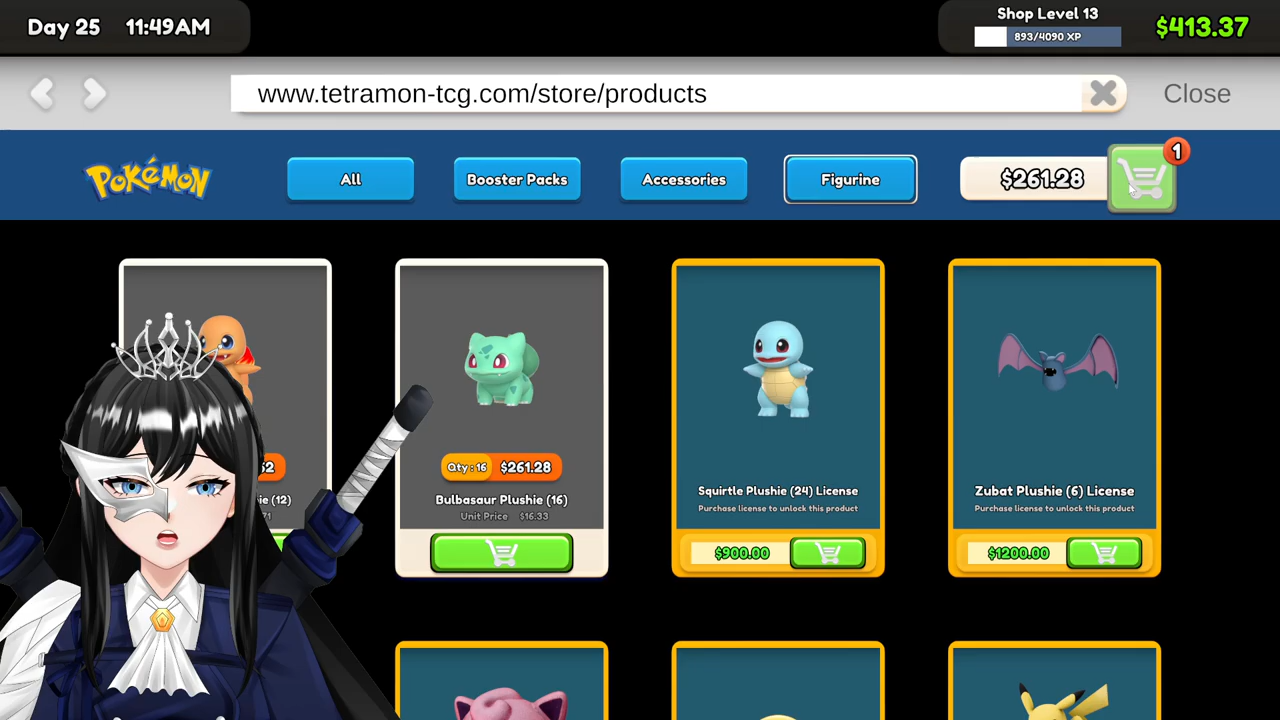 Day 25 11:49AM
Shop Level 13
893/4090 XP
$413.37
www.tetramon-tcg.com/store/products
Close
POKéMON
All
Booster Packs
Accessories
Figurine
$261.28
1
Qty : 16 $261.28
Bulbasaur Plushie (16)
Unit Price $16.33
(12)
Squirtle Plushie (24) License
Purchase license to unlock this product
$900.00
Zubat Plushie (6) License
Purchase license to unlock this product
$1200.00